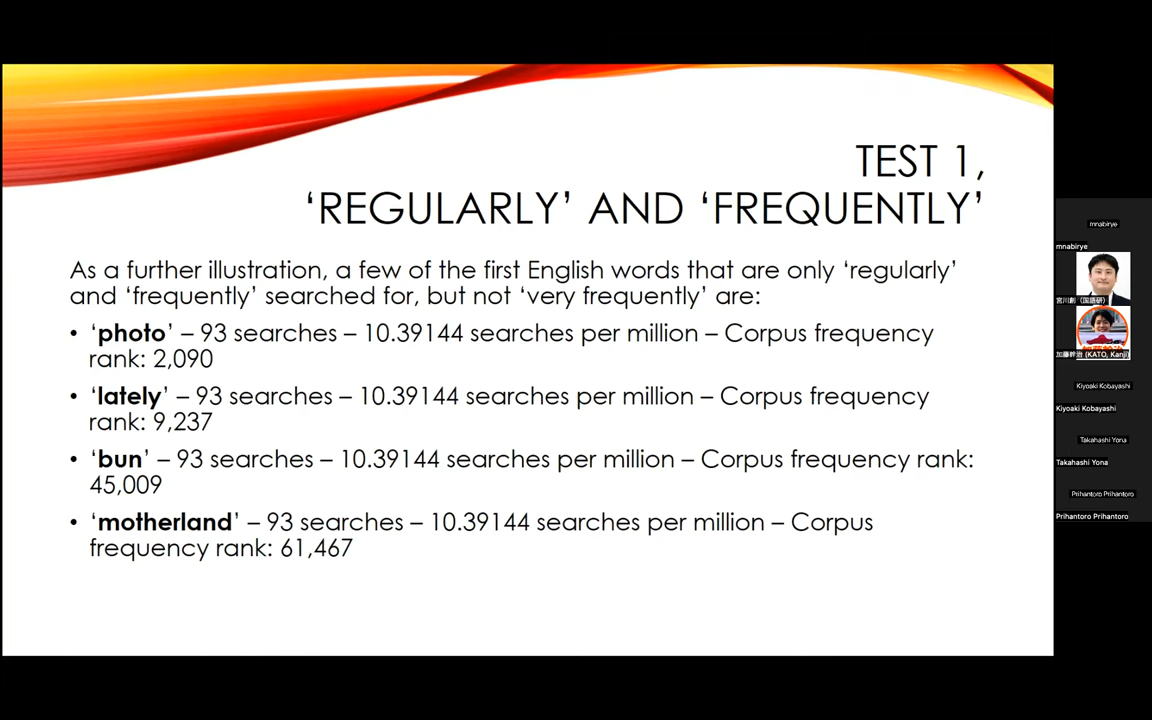 TEST 1,
‘REGULARLY’ AND ‘FREQUENTLY’
As a further illustration, a few of the first English words that are only ‘regularly’
and ‘frequently’ searched for, but not ‘very frequently’ are:
• ‘photo’ – 93 searches – 10.39144 searches per million – Corpus frequency
rank: 2,090
• ‘lately’ – 93 searches – 10.39144 searches per million – Corpus frequency
rank: 9,237
• ‘bun’ – 93 searches – 10.39144 searches per million – Corpus frequency rank:
45,009
• ‘motherland’ – 93 searches – 10.39144 searches per million – Corpus
frequency rank: 61,467
mnabirye
mnabirye
宮川創（国語研）
加藤幹治 (KATO, Kanji)
Kiyoaki Kobayashi
Kiyoaki Kobayashi
Takahashi Yona
Takahashi Yona
Prihantoro Prihantoro
Prihantoro Prihantoro